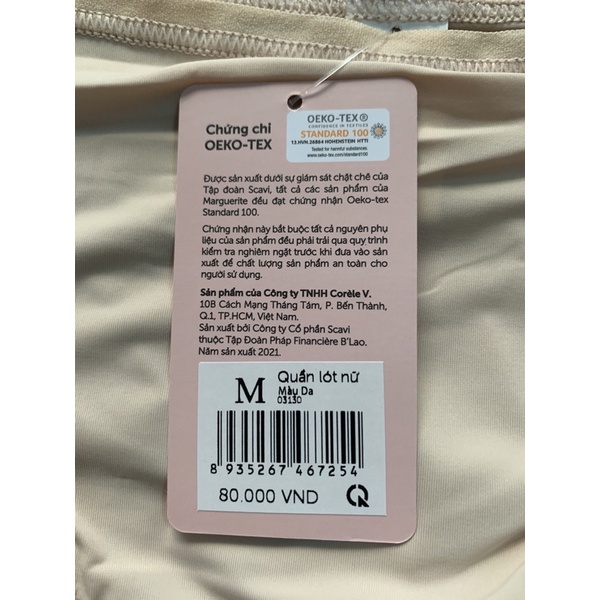 Chứng chỉ
OEKO-TEX
OEKO-TEX®
CONFIDENCE IN TEXTILES
STANDARD 100
13.HVN.26864 HOHENSTEIN HTTI
Tested for harmful substances.
www.oeko-tex.com/standard100
Được sản xuất dưới sự giám sát chặt chẽ của
Tập đoàn Scavi, tất cả các sản phẩm của
Marguerite đều đạt chứng nhận Oeko-tex
Standard 100.
Chứng nhận này bắt buộc tất cả nguyên phụ
liệu của sản phẩm đều phải trải qua quy trình
kiểm tra nghiêm ngặt trước khi đưa vào sản
xuất để chất lượng sản phẩm an toàn cho
người sử dụng.
Sản phẩm của Công ty TNHH Corèle V.
10B Cách Mạng Tháng Tám, P. Bến Thành,
Q.1, TP.HCM, Việt Nam.
Sản xuất bởi Công ty Cổ phần Scavi
thuộc Tập Đoàn Pháp Financière B'Lao.
Năm sản xuất 2021.
M Quần lót nữ
Màu Da
03130
8 935267 467254
80.000 VND CR